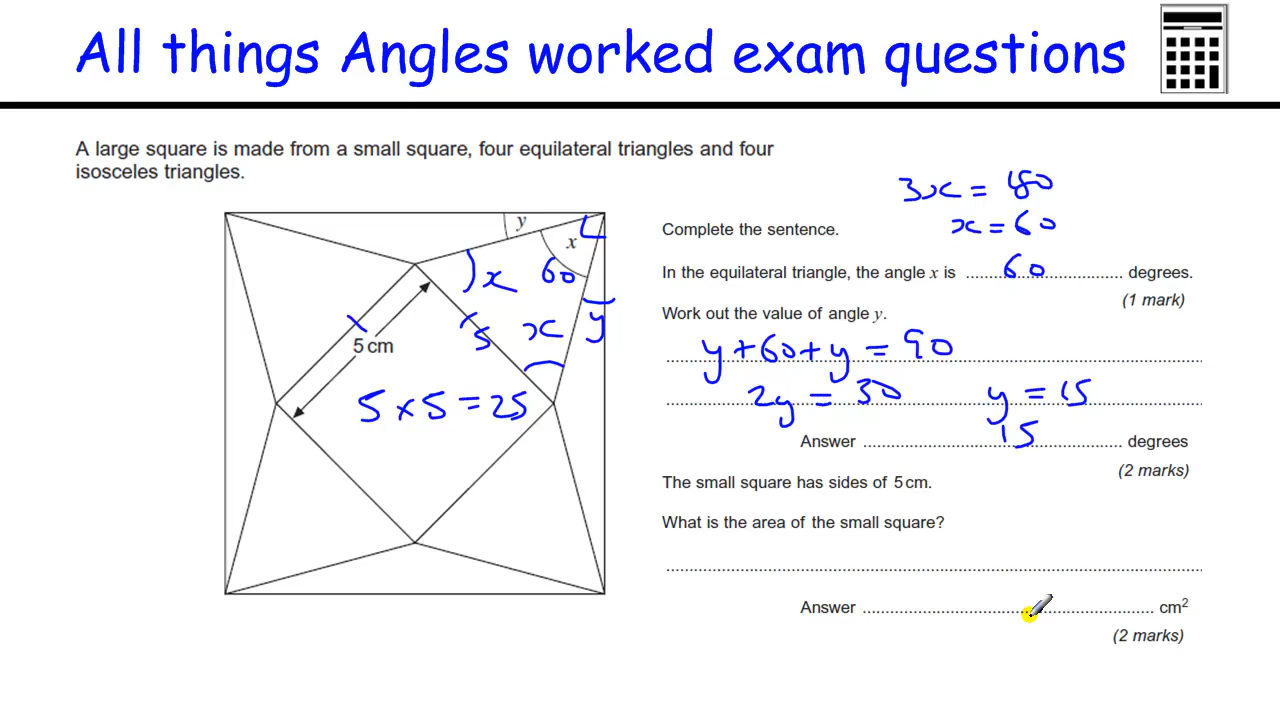 All things Angles worked exam questions
A large square is made from a small square, four equilateral triangles and four
isosceles triangles.
3x = 180
Complete the sentence.
x = 60
In the equilateral triangle, the angle x is ........ 60 ........ degrees.
(1 mark)
Work out the value of angle y.
y + 60 + y = 90
2y = 30 y = 15
Answer ........ 15 ........ degrees
(2 marks)
The small square has sides of 5 cm.
What is the area of the small square?
Answer ................ cm²
(2 marks)
y
x
x 60
5 cm
5 x y
5 × 5 = 25